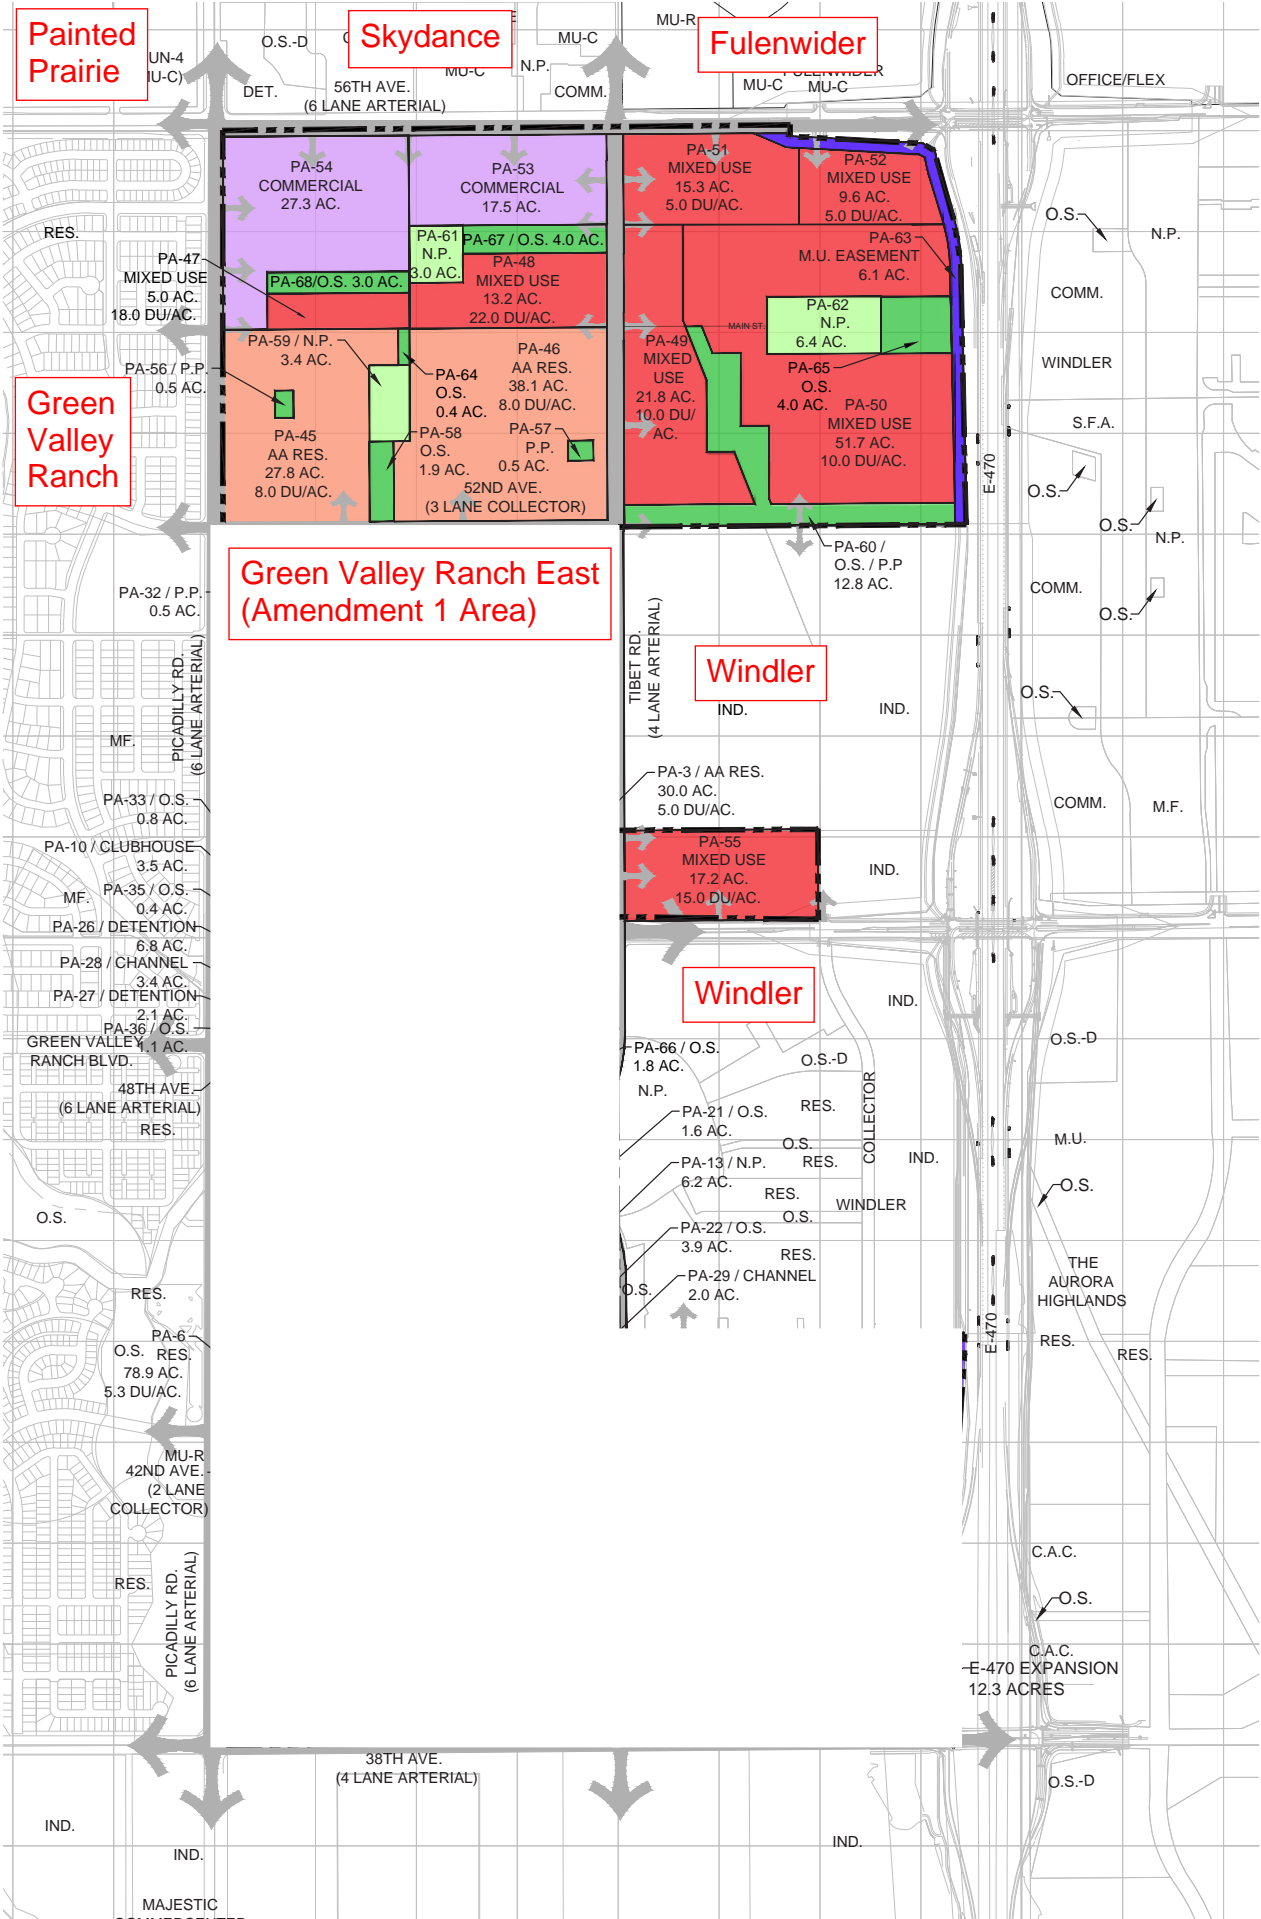 Painted
Prairie
Skydance
Fulenwider
MU-R
O.S.-D
MU-C
MU-C
N.P.
DET.
COMM.
MU-C
MU-C
56TH AVE.
(6 LANE ARTERIAL)
OFFICE/FLEX
PA-54
COMMERCIAL
27.3 AC.
PA-53
COMMERCIAL
17.5 AC.
PA-51
MIXED USE
15.3 AC.
5.0 DU/AC.
PA-52
MIXED USE
9.6 AC.
5.0 DU/AC.
O.S.
N.P.
RES.
PA-61
N.P.
3.0 AC.
PA-67 / O.S. 4.0 AC.
PA-63
M.U. EASEMENT
6.1 AC.
PA-47
MIXED USE
5.0 AC.
18.0 DU/AC.
PA-68/O.S. 3.0 AC.
PA-48
MIXED USE
13.2 AC.
22.0 DU/AC.
COMM.
PA-62
N.P.
6.4 AC.
MAIN ST.
PA-59 / N.P.
3.4 AC.
PA-56 / P.P.
0.5 AC.
PA-64
O.S.
0.4 AC.
PA-46
AA RES.
38.1 AC.
8.0 DU/AC.
PA-49
MIXED
USE
21.8 AC.
10.0 DU/
AC.
PA-65
O.S.
4.0 AC.
WINDLER
PA-50
MIXED USE
51.7 AC.
10.0 DU/AC.
Green
Valley
Ranch
PA-45
AA RES.
27.8 AC.
8.0 DU/AC.
PA-58
O.S.
1.9 AC.
PA-57
P.P.
0.5 AC.
S.F.A.
E-470
O.S.
52ND AVE.
(3 LANE COLLECTOR)
O.S.
N.P.
PA-60 /
O.S. / P.P
12.8 AC.
Green Valley Ranch East
(Amendment 1 Area)
PA-32 / P.P.
0.5 AC.
COMM.
O.S.
PICADILLY RD.
(6 LANE ARTERIAL)
TIBET RD.
(4 LANE ARTERIAL)
Windler
IND.
IND.
O.S.
MF.
PA-3 / AA RES.
30.0 AC.
5.0 DU/AC.
PA-33 / O.S.
0.8 AC.
COMM.
M.F.
PA-10 / CLUBHOUSE
3.5 AC.
PA-55
MIXED USE
17.2 AC.
15.0 DU/AC.
IND.
MF.
PA-35 / O.S.
0.4 AC.
PA-26 / DETENTION
6.8 AC.
PA-28 / CHANNEL
3.4 AC.
PA-27 / DETENTION
2.1 AC.
PA-36 / O.S.
1.1 AC.
GREEN VALLEY
RANCH BLVD.
Windler
IND.
PA-66 / O.S.
1.8 AC.
O.S.-D
O.S.-D
48TH AVE.
(6 LANE ARTERIAL)
RES.
N.P.
PA-21 / O.S.
1.6 AC.
RES.
COLLECTOR
O.S.
M.U.
PA-13 / N.P.
6.2 AC.
RES.
IND.
RES.
O.S.
WINDLER
O.S.
O.S.
PA-22 / O.S.
3.9 AC.
RES.
PA-29 / CHANNEL
2.0 AC.
O.S.
THE
AURORA
HIGHLANDS
RES.
E-470
RES.
RES.
PA-6
RES.
78.9 AC.
5.3 DU/AC.
O.S.
MU-R
42ND AVE.
(2 LANE
COLLECTOR)
C.A.C.
RES.
PICADILLY RD.
(6 LANE ARTERIAL)
O.S.
C.A.C.
E-470 EXPANSION
12.3 ACRES
38TH AVE.
(4 LANE ARTERIAL)
O.S.-D
IND.
IND.
IND.
MAJESTIC